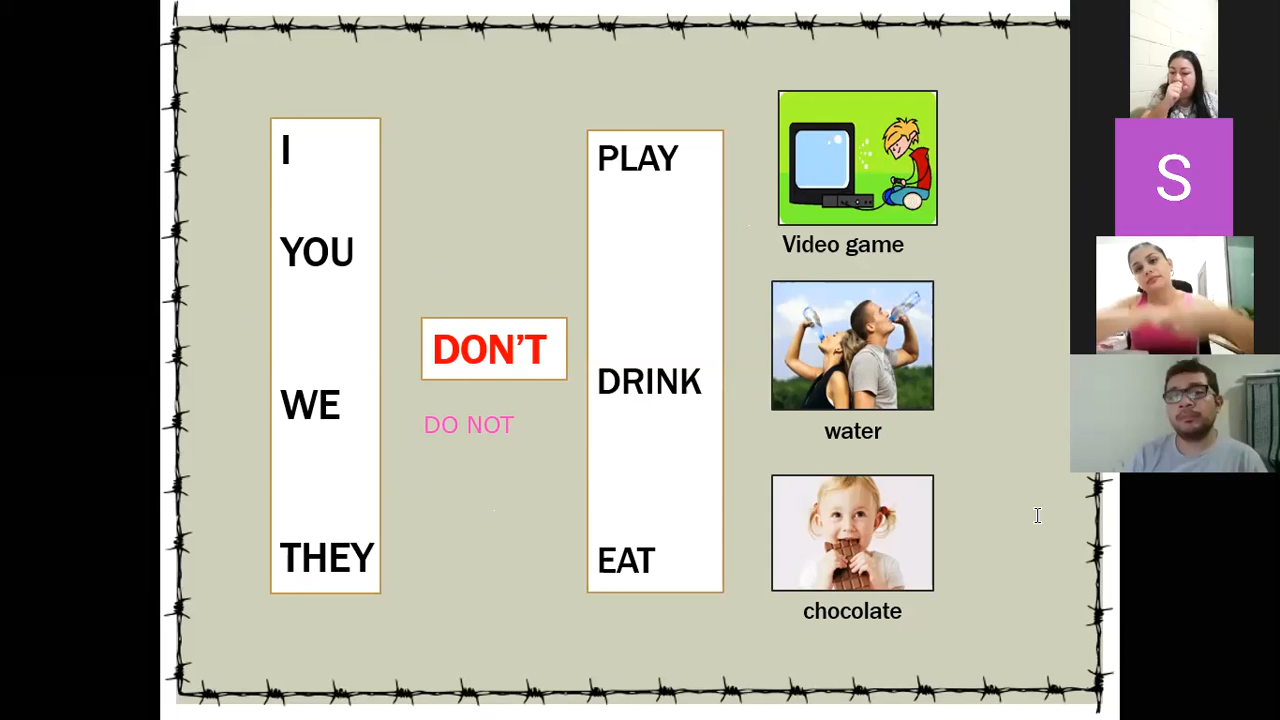 I
YOU
WE
THEY
DON'T
DO NOT
PLAY
DRINK
EAT
Video game
water
chocolate
S